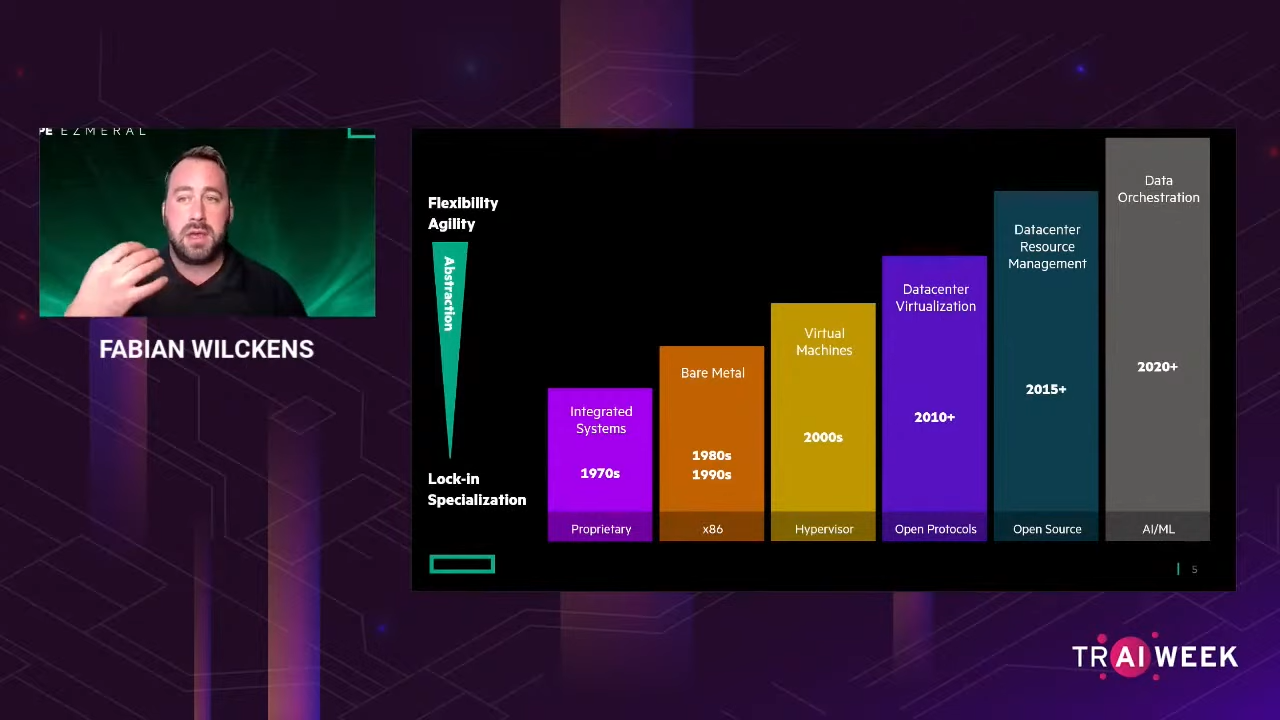 EZMERAL
FABIAN WILCKENS
Flexibility
Agility
Abstraction
Lock-in
Specialization
Integrated
Systems
1970s
Proprietary
Bare Metal
1980s
1990s
x86
Virtual
Machines
2000s
Hypervisor
Datacenter
Virtualization
2010+
Open Protocols
Datacenter
Resource
Management
2015+
Open Source
Data
Orchestration
2020+
AI/ML
5
TRAI WEEK